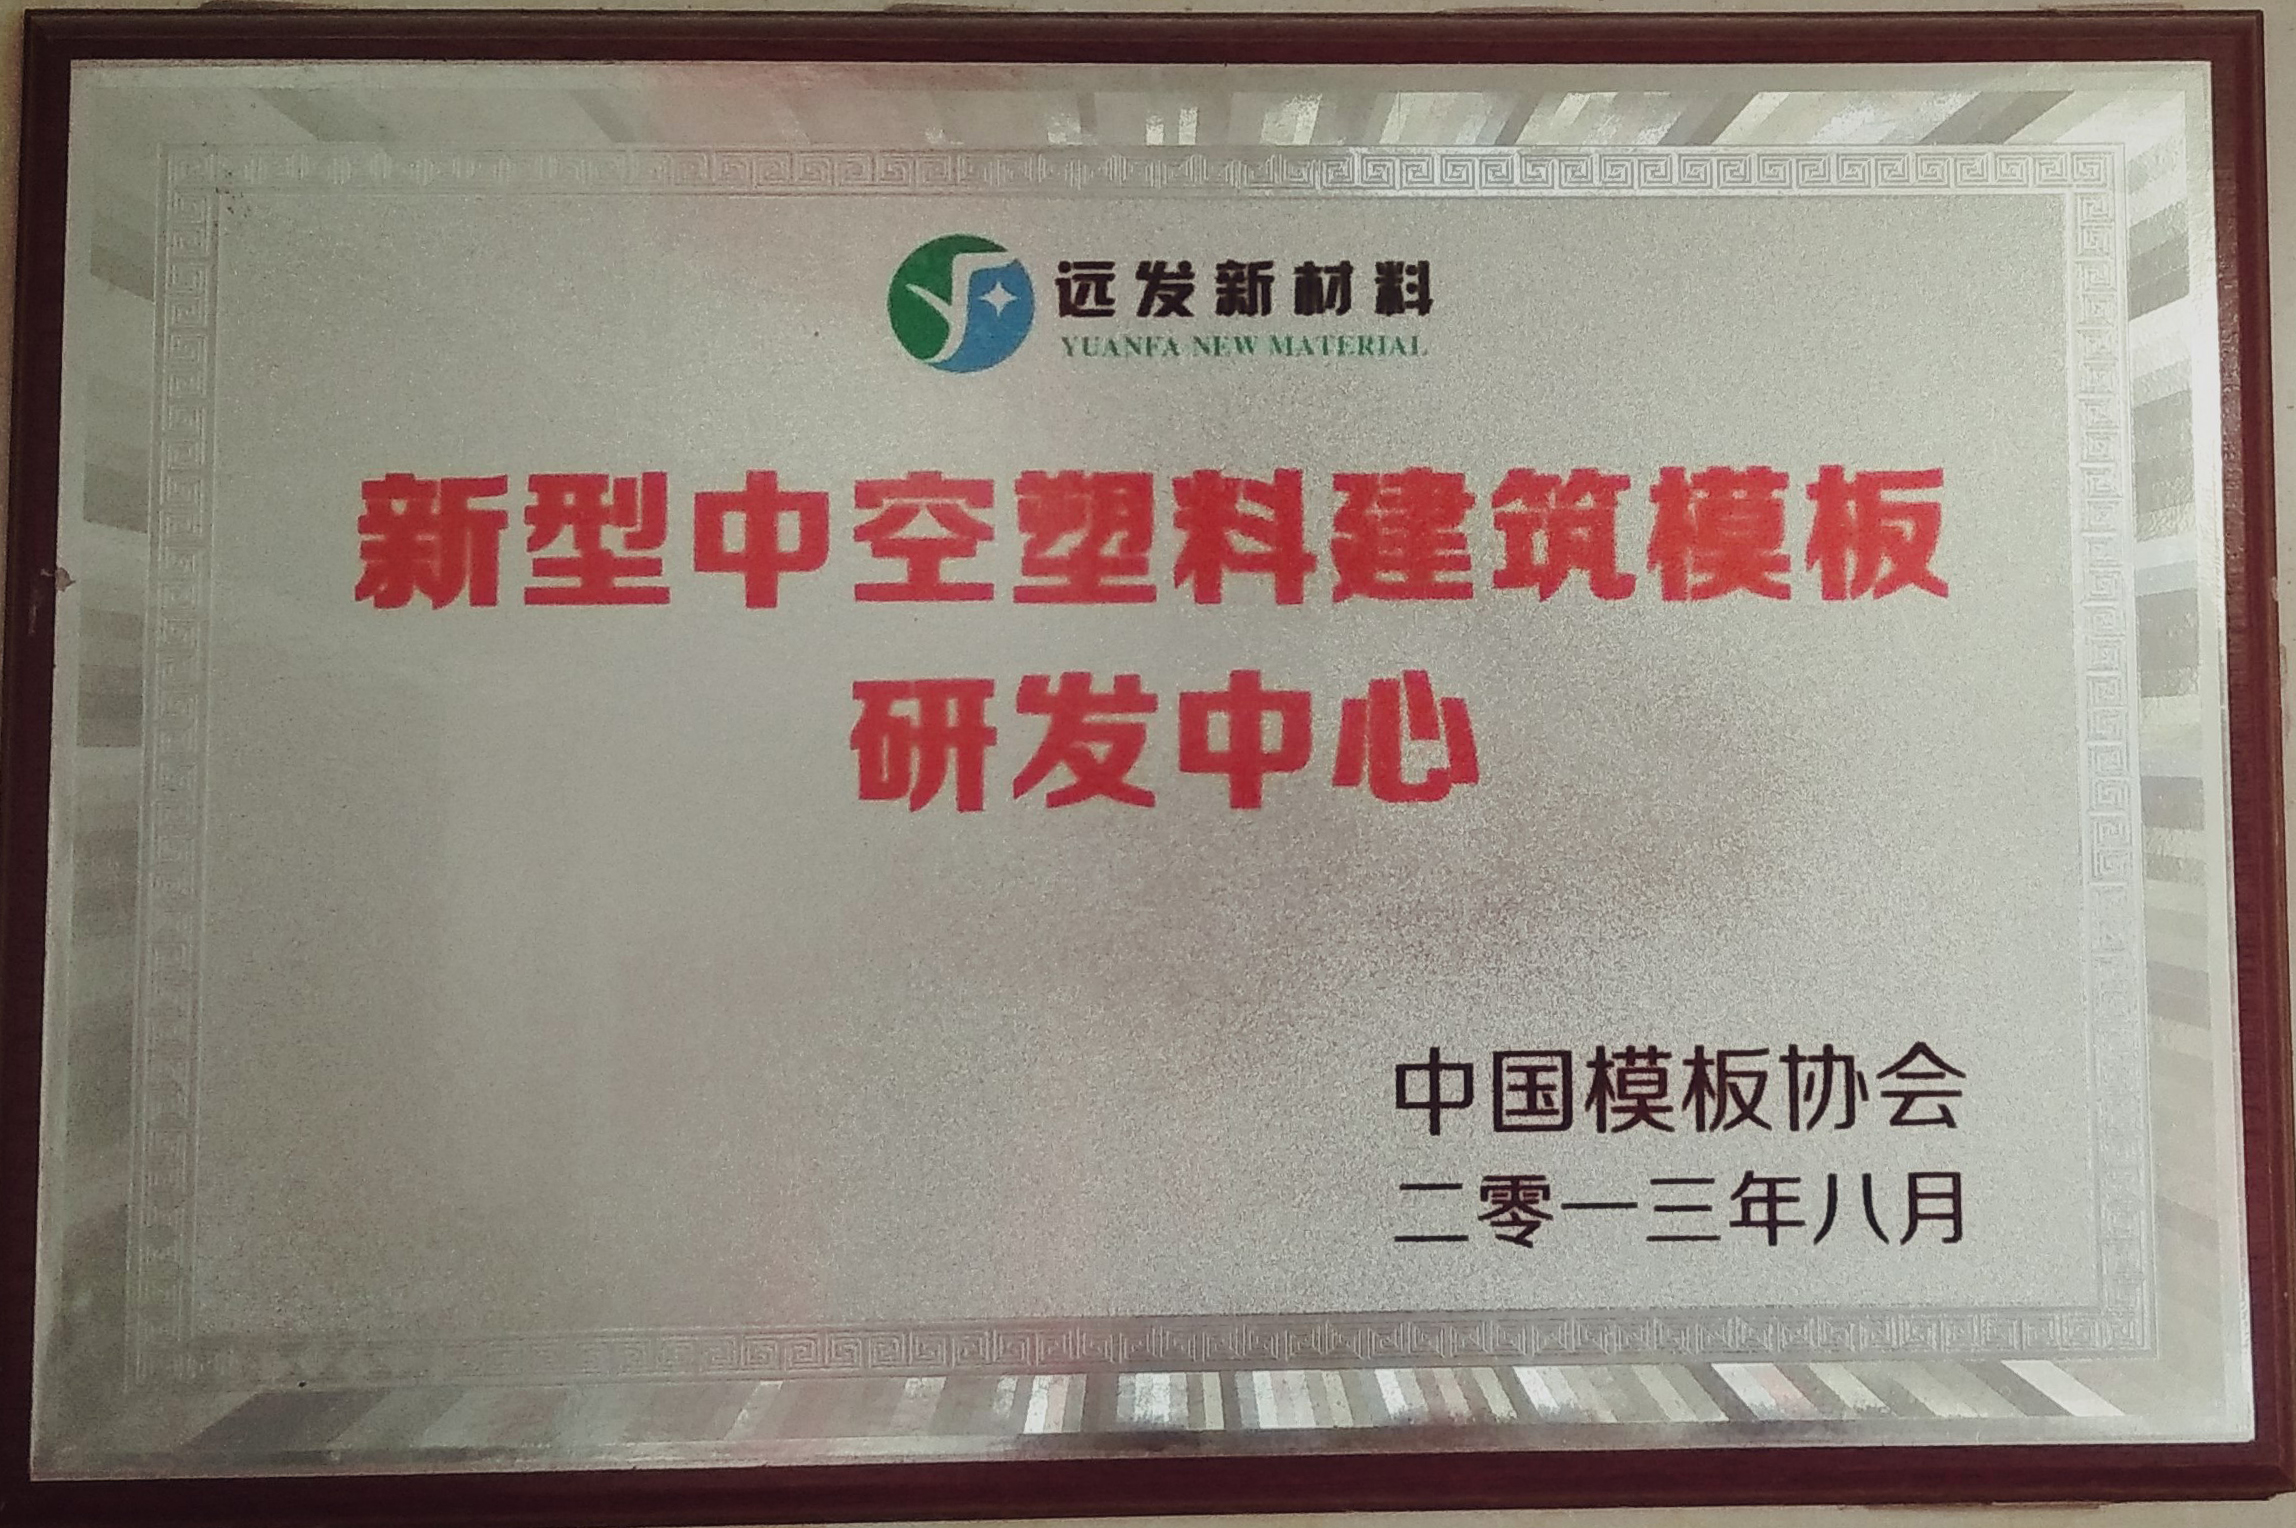 远发新材料
YUANFA NEW MATERIAL
新型中空塑料建筑模板
研发中心
中国模板协会
二零一三年八月